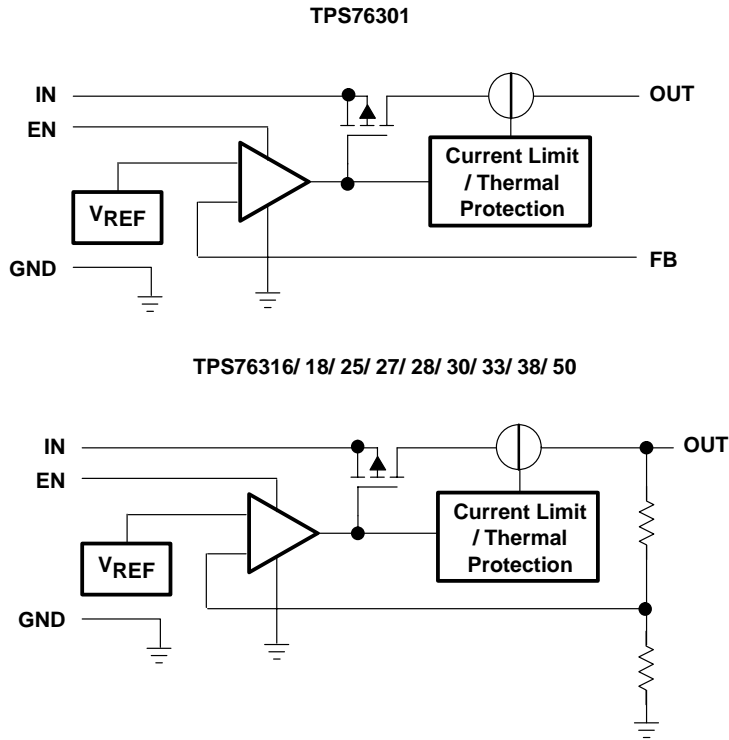 TPS76301
IN
OUT
EN
Current Limit
/ Thermal
Protection
VREF
GND
FB
TPS76316/ 18/ 25/ 27/ 28/ 30/ 33/ 38/ 50
IN
OUT
EN
Current Limit
/ Thermal
Protection
VREF
GND